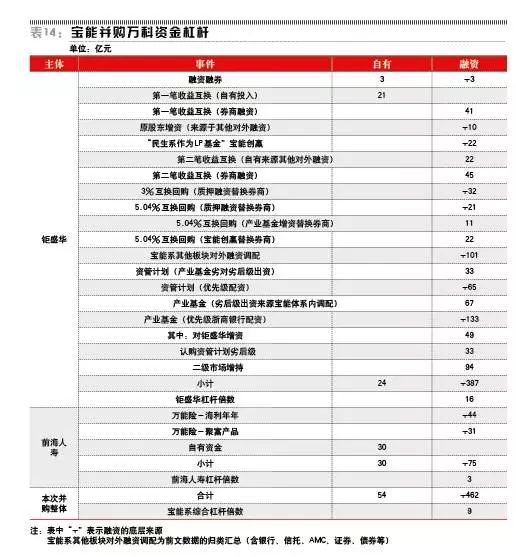 表14：宝能并购万科资金杠杆
单位：亿元
主体 事件 自有 融资
钜盛华
融资融券 3 ÷3
第一笔收益互换（自有投入） 21
第一笔收益互换（券商融资） 41
原股东增资（来源于其他对外融资） ÷10
“民生系作为LP基金”宝能创赢 ÷22
第二笔收益互换（自有来源其他对外融资） 22
第二笔收益互换（券商融资） 45
3%互换回购（质押融资替换券商） ÷32
5.04%互换回购（质押融资替换券商） ÷21
5.04%互换回购（产业基金增资替换券商） 11
5.04%互换回购（宝能创赢替换券商） 22
宝能系其他板块对外融资调配 ÷101
资管计划（产业基金劣对劣后级出资） 33
资管计划（优先级配资） ÷65
产业基金（劣后级出资来源宝能体系内调配） 67
产业基金（优先级浙商银行配资） ÷133
其中：对钜盛华增资 49
认购资管计划劣后级 33
二级市场增持 94
小计 24 ÷387
钜盛华杠杆倍数 16
前海人寿
万能险－海利年年 ÷44
万能险－聚富产品 ÷31
自有资金 30
小计 30 ÷75
前海人寿杠杆倍数 3
本次并购整体
合计 54 ÷462
宝能系综合杠杆倍数 9
注：表中“÷”表示融资的底层来源
宝能系其他板块对外融资调配为前文数据的归类汇总（含银行、信托、AMC、证券、债券等）